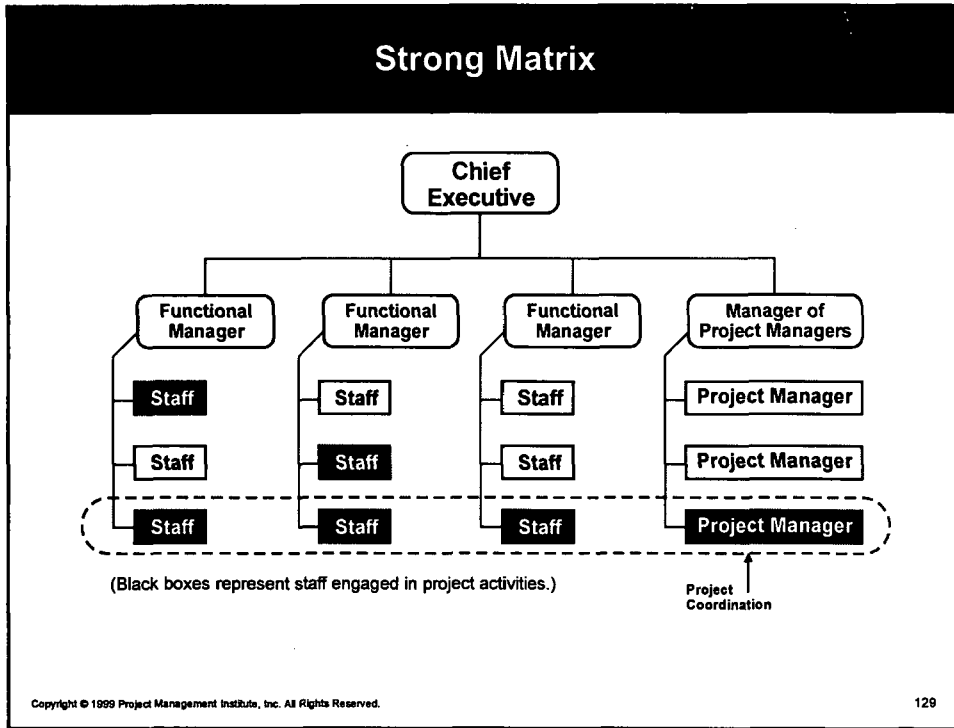 Strong Matrix
Chief
Executive
Functional
Manager
Functional
Manager
Functional
Manager
Manager of
Project Managers
Staff
Staff
Staff
Project Manager
Staff
Staff
Staff
Project Manager
Staff
Staff
Staff
Project Manager
(Black boxes represent staff engaged in project activities.)
Project
Coordination
Copyright © 1999 Project Management Institute, Inc. All Rights Reserved.
129